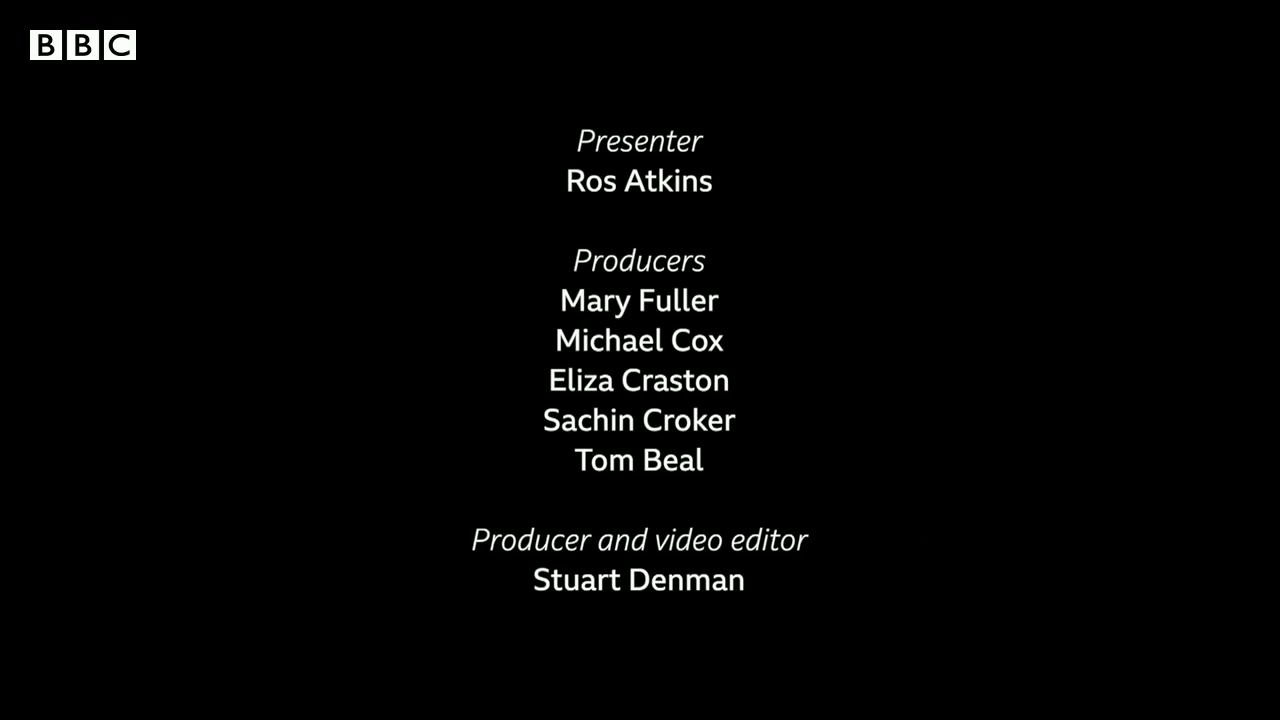 BBC
Presenter
Ros Atkins
Producers
Mary Fuller
Michael Cox
Eliza Craston
Sachin Croker
Tom Beal
Producer and video editor
Stuart Denman